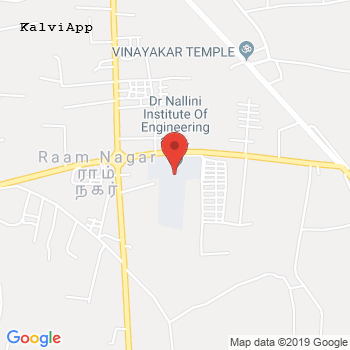 KalviApp
VINAYAKAR TEMPLE
Dr Nallini
Institute Of
Engineering
Raam Nagar
ராம்
நகர்
Google
Map data ©2019 Google